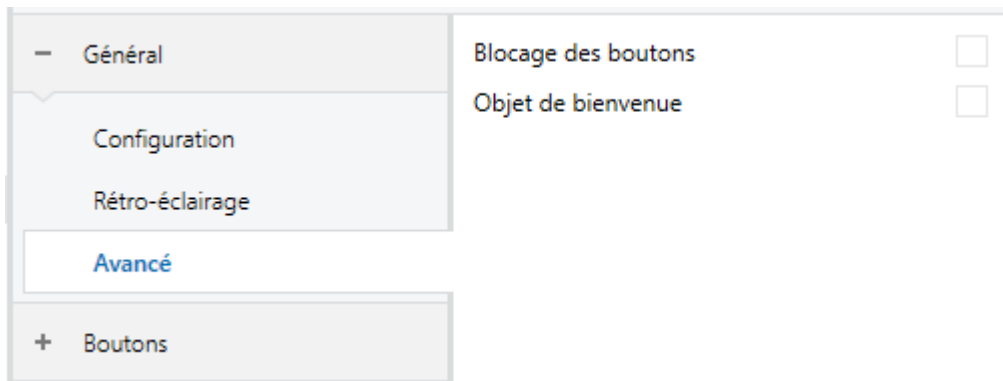 Général
Configuration
Rétro-éclairage
Avancé
Boutons
Blocage des boutons
Objet de bienvenue